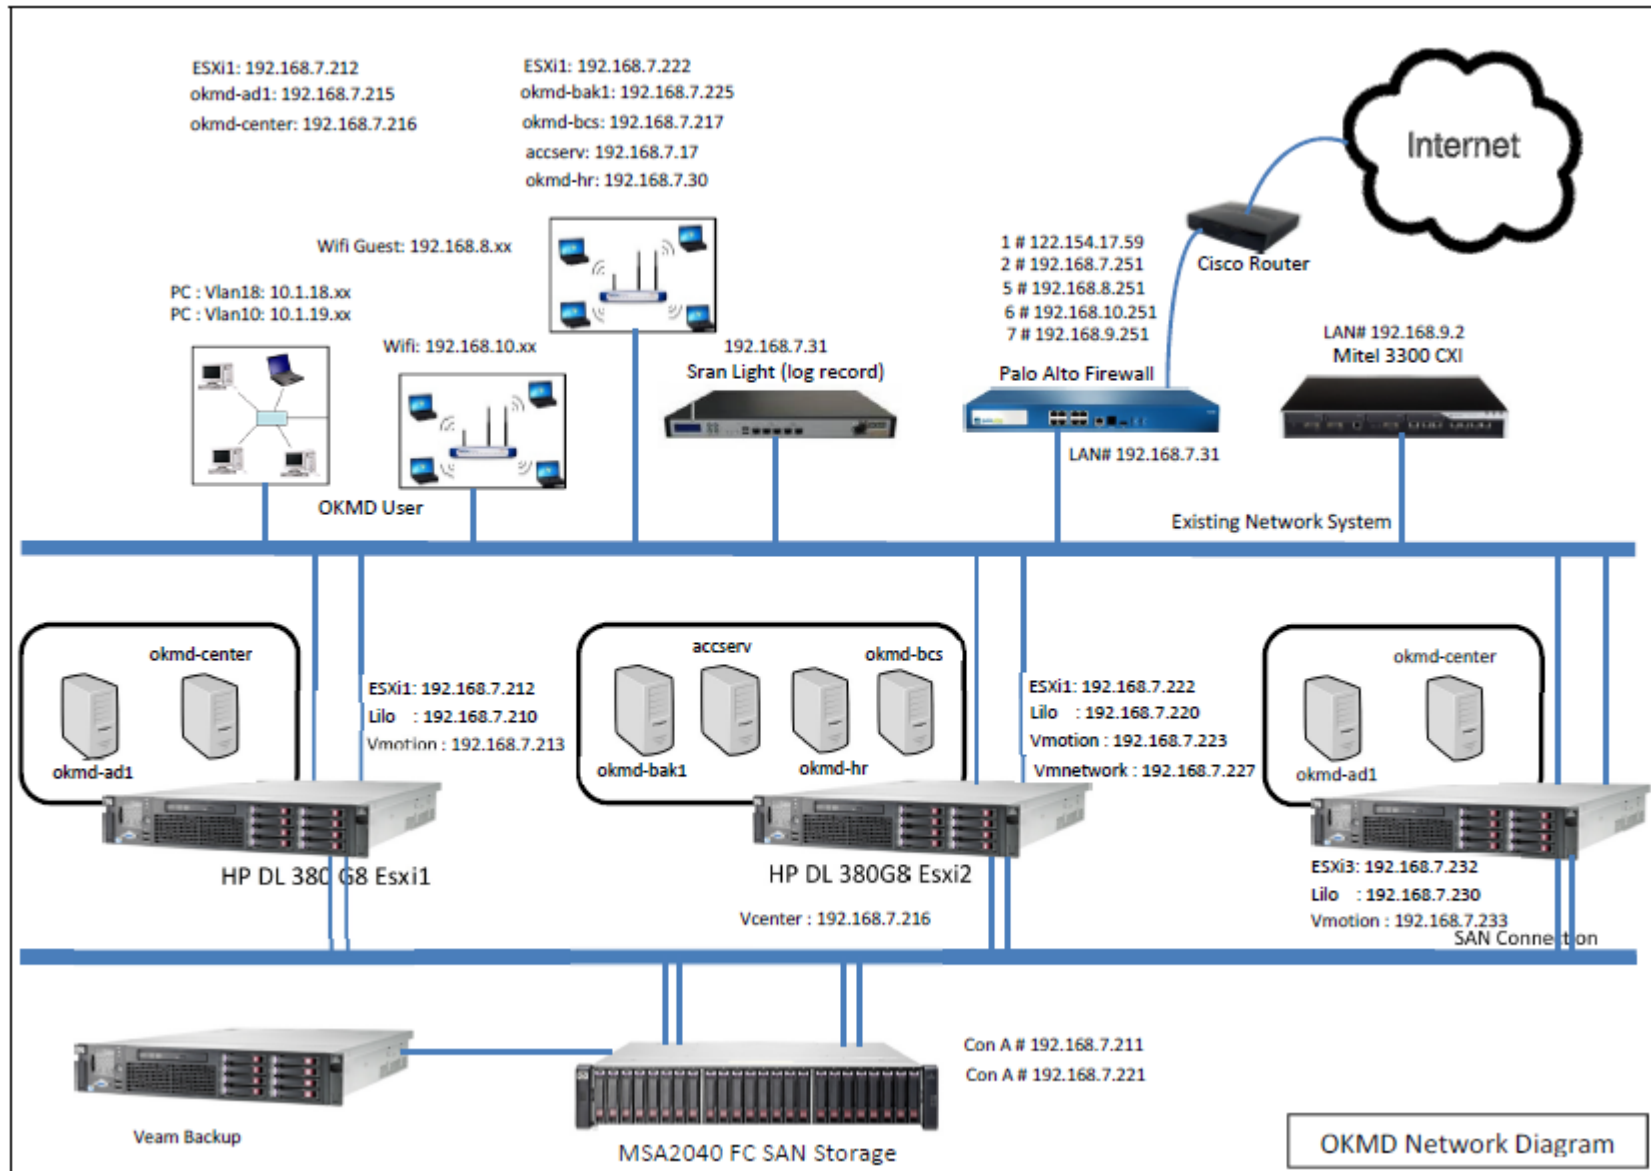 ESXi1: 192.168.7.212
okmd-ad1: 192.168.7.215
okmd-center: 192.168.7.216
ESXi1: 192.168.7.222
okmd-bak1: 192.168.7.225
okmd-bcs: 192.168.7.217
accserv: 192.168.7.17
okmd-hr: 192.168.7.30
Internet
Wifi Guest: 192.168.8.xx
1 # 122.154.17.59
2 # 192.168.7.251
5 # 192.168.8.251
6 # 192.168.10.251
7 # 192.168.9.251
Cisco Router
PC : Vlan18: 10.1.18.xx
PC : Vlan10: 10.1.19.xx
Wifi: 192.168.10.xx
192.168.7.31
Sran Light (log record)
Palo Alto Firewall
LAN# 192.168.9.2
Mitel 3300 CXI
LAN# 192.168.7.31
OKMD User
Existing Network System
okmd-center
okmd-ad1
ESXi1: 192.168.7.212
Lilo : 192.168.7.210
Vmotion : 192.168.7.213
accserv
okmd-bcs
okmd-bak1
okmd-hr
ESXi1: 192.168.7.222
Lilo : 192.168.7.220
Vmotion : 192.168.7.223
Vmnetwork : 192.168.7.227
okmd-center
okmd-ad1
HP DL 380 G8 Esxi1
HP DL 380G8 Esxi2
ESXi3: 192.168.7.232
Lilo : 192.168.7.230
Vmotion : 192.168.7.233
Vcenter : 192.168.7.216
SAN Connection
Con A # 192.168.7.211
Con A # 192.168.7.221
Veam Backup
MSA2040 FC SAN Storage
OKMD Network Diagram